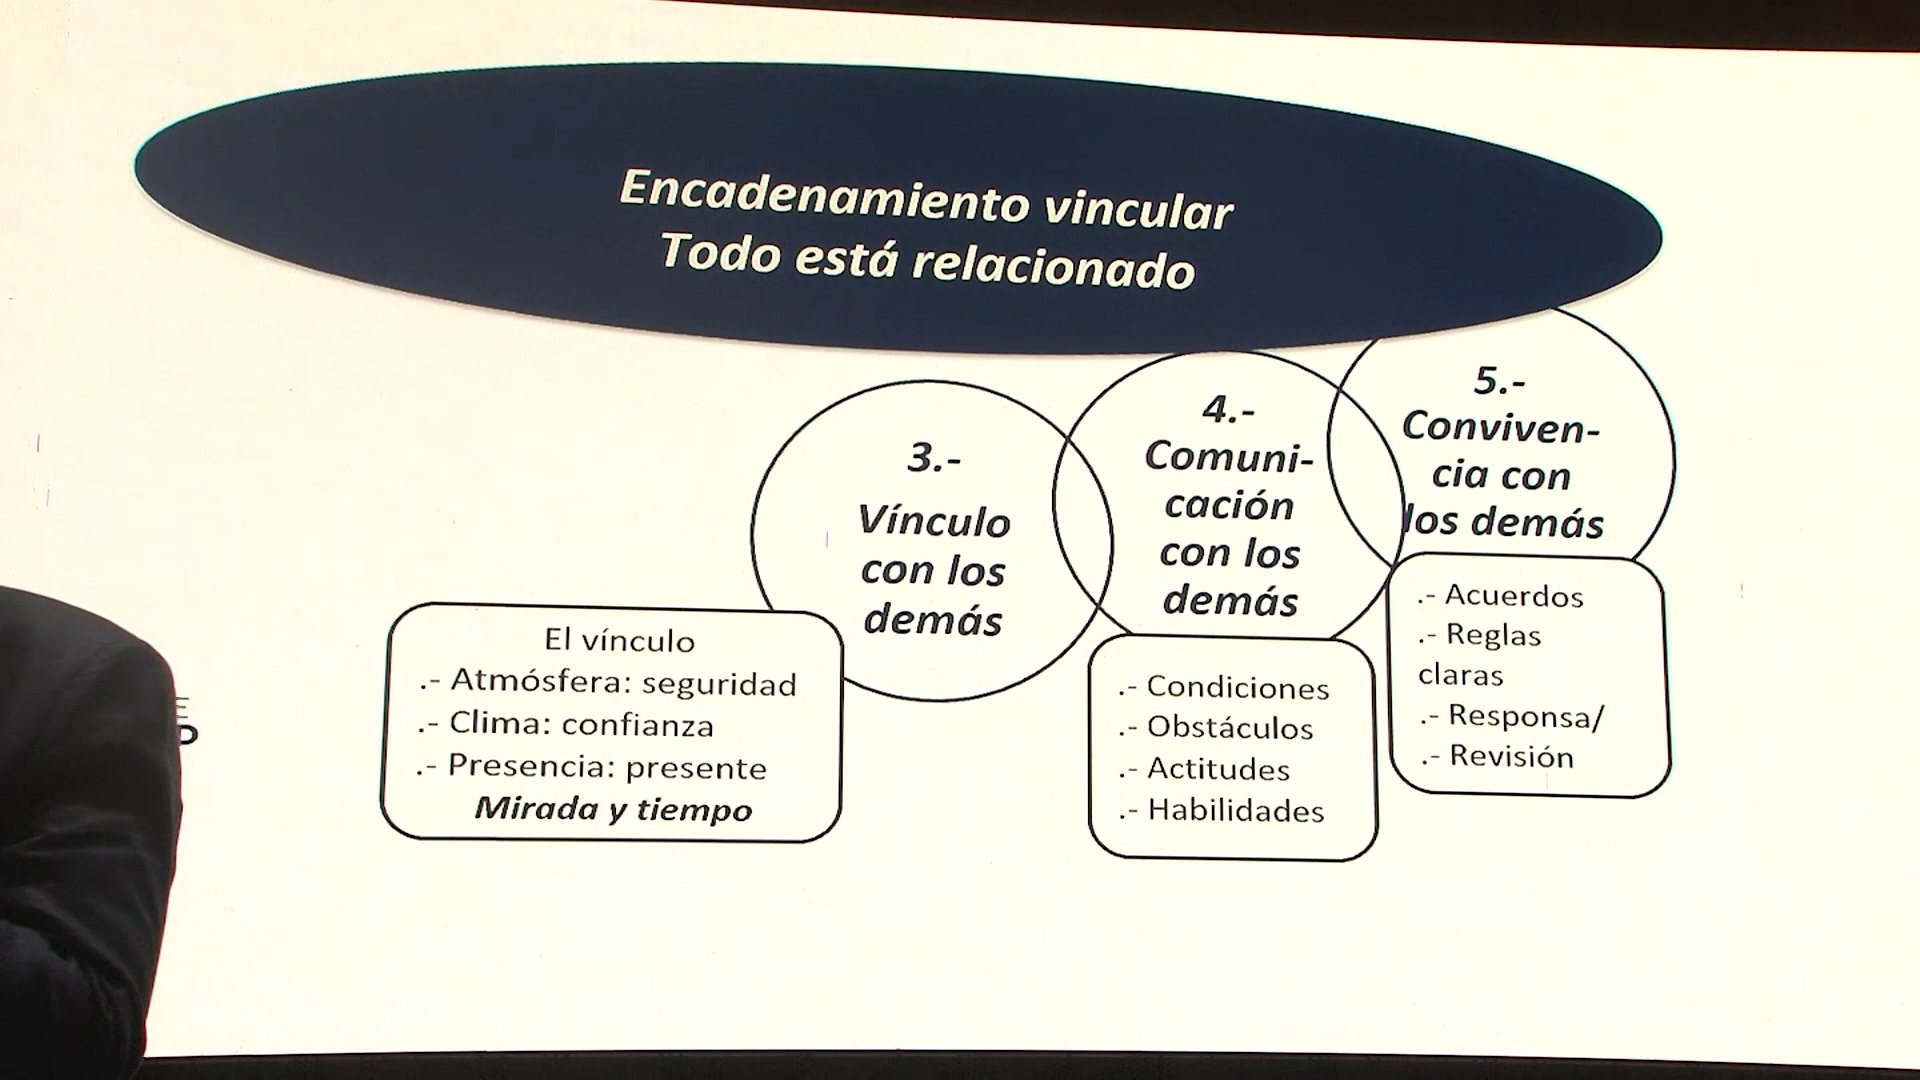 Encadenamiento vincular
Todo está relacionado
3.-
Vínculo
con los
demás
El vínculo
.- Atmósfera: seguridad
.- Clima: confianza
.- Presencia: presente
Mirada y tiempo
4.-
Comuni-
cación
con los
demás
.- Condiciones
.- Obstáculos
.- Actitudes
.- Habilidades
5.-
Conviven-
cia con
los demás
.- Acuerdos
.- Reglas
claras
.- Responsa/
.- Revisión